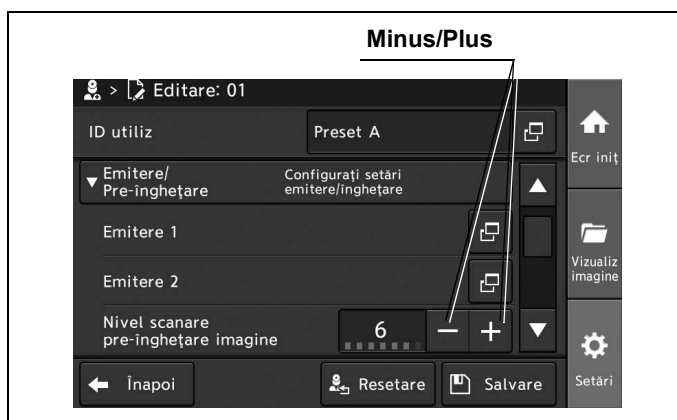 Minus/Plus
> Editare: 01
ID utiliz Preset A
Ecr iniț
▼ Emitere/
Pre-înghețare
Configurați setări
emitere/înghețare
▲
Emitere 1
Vizualiz
imagine
Emitere 2
Nivel scanare
pre-înghețare imagine
6 − + ▼
Înapoi Resetare Salvare Setări